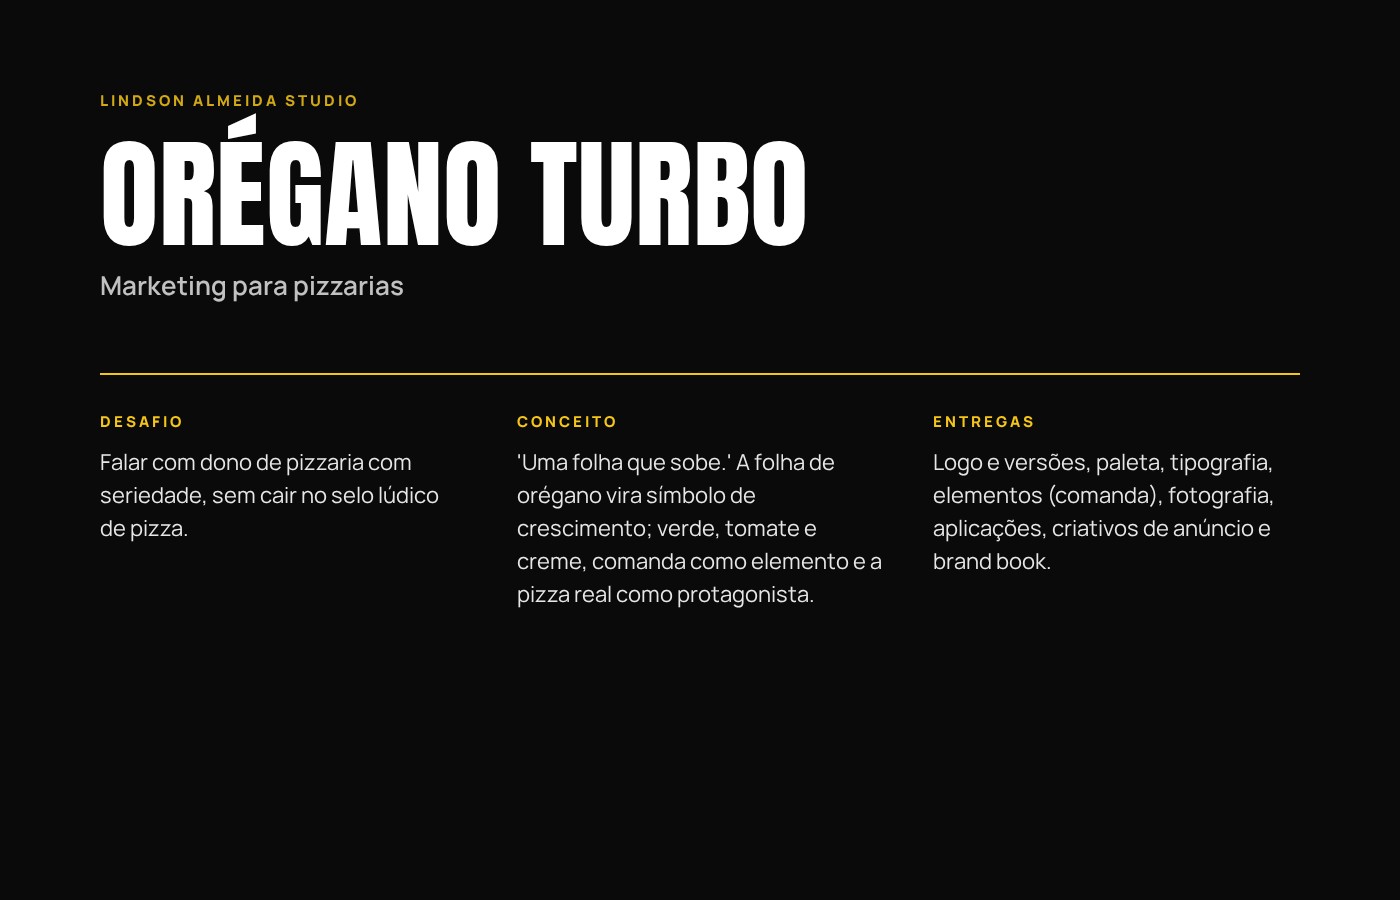 LINDSON ALMEIDA STUDIO
ORÉGANO TURBO
Marketing para pizzarias
DESAFIO
Falar com dono de pizzaria com
seriedade, sem cair no selo lúdico
de pizza.
CONCEITO
'Uma folha que sobe.' A folha de
orégano vira símbolo de
crescimento; verde, tomate e
creme, comanda como elemento e a
pizza real como protagonista.
ENTREGAS
Logo e versões, paleta, tipografia,
elementos (comanda), fotografia,
aplicações, criativos de anúncio e
brand book.